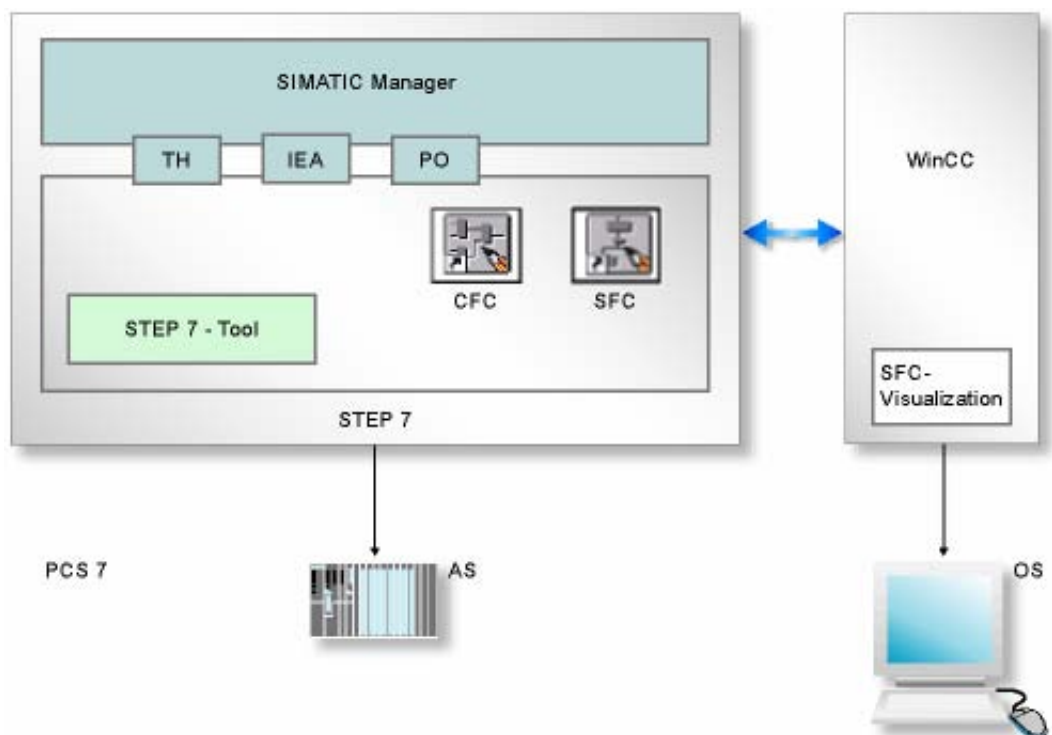 SIMATIC Manager
TH
IEA
PO
CFC
SFC
STEP 7 - Tool
STEP 7
WinCC
SFC-
Visualization
PCS 7
AS
OS